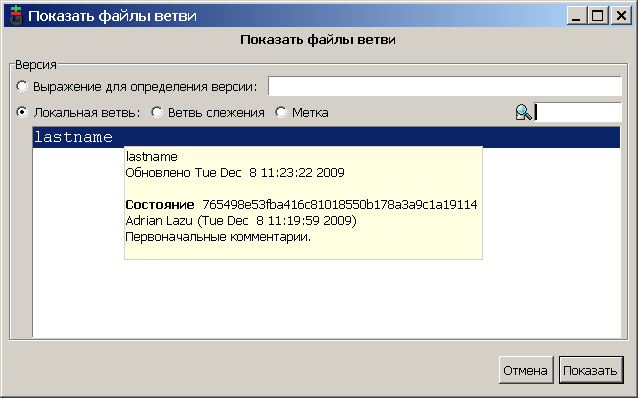 Показать файлы ветви
Показать файлы ветви
Версия
Выражение для определения версии:
Локальная ветвь: Ветвь слежения Метка
lastname
lastname
Обновлено Tue Dec 8 11:23:22 2009
Состояние 765498e53fba416c81018550b178a3a9c1a19114
Adrian Lazu (Tue Dec 8 11:19:59 2009)
Первоначальные комментарии.
Отмена Показать